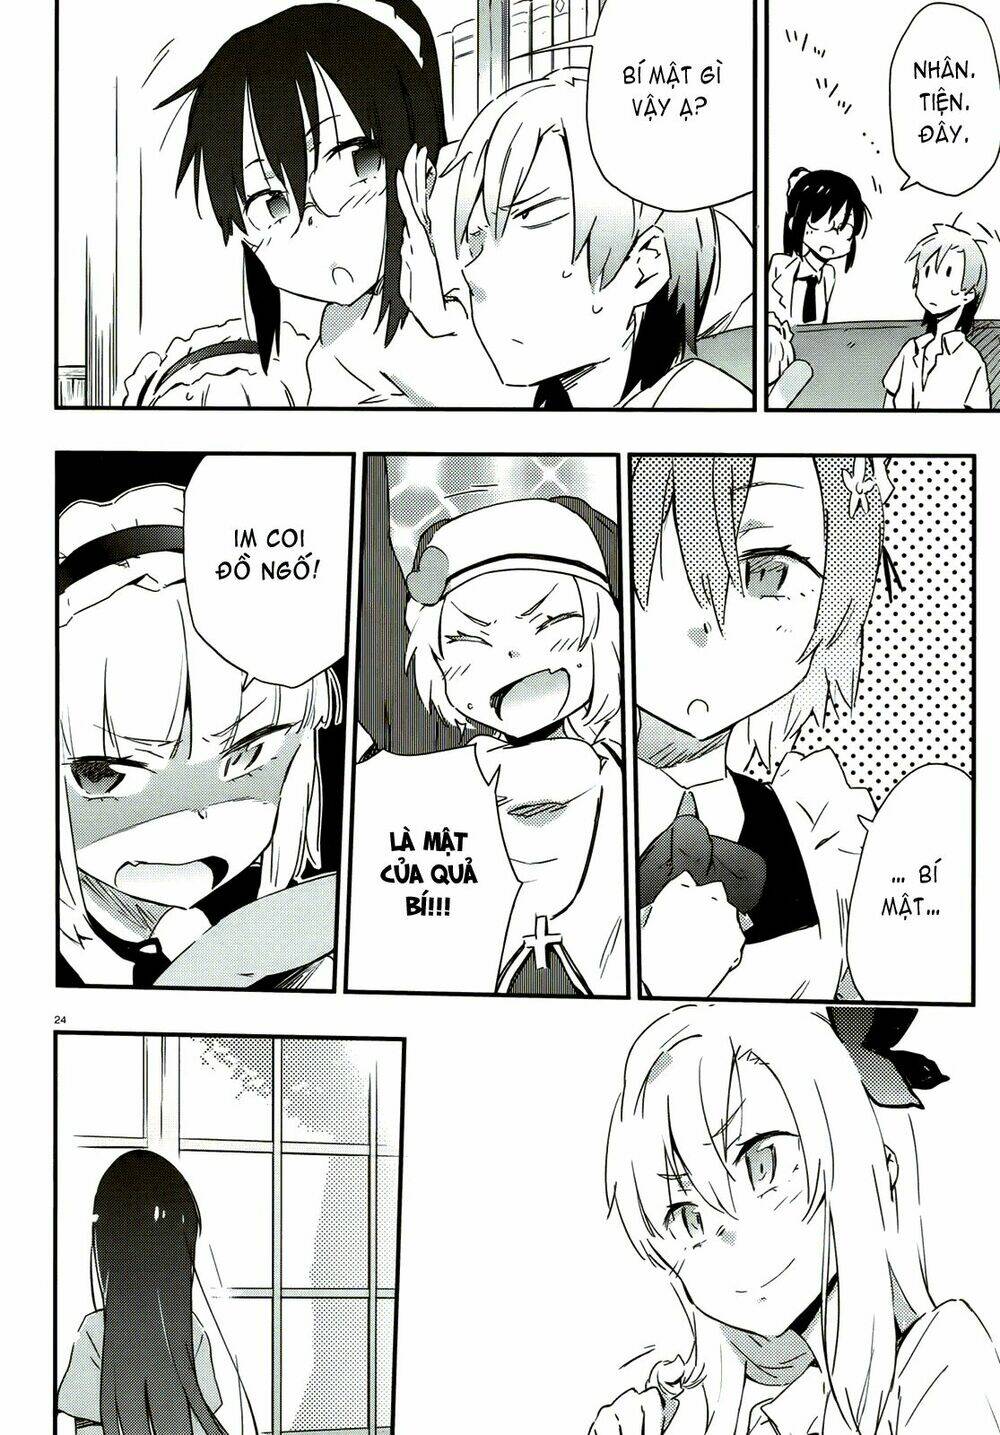 NHÂN.
TIỆN.
ĐÂY.
BÍ MẬT GÌ
VẬY Ạ?
... BÍ
MẬT...
LÀ MẬT
CỦA QUẢ
BÍ!!!
IM COI
ĐỒ NGỐ!
24